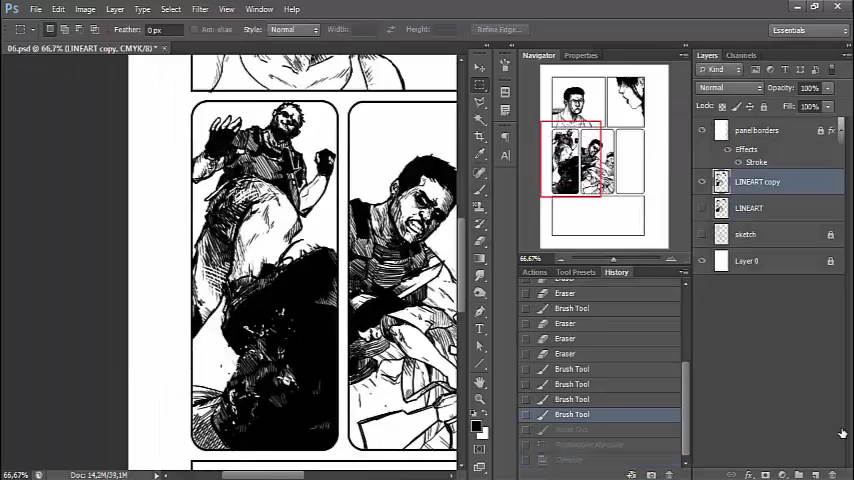 Ps File Edit Image Layer Type Select Filter View Window Help
Feather: 0 px Anti-alias Style: Normal Width: Height: Refine Edge... Essentials
06.psd @ 66,7% (LINEART copy, CMYK/8) *
Navigator Properties
66,67%
Actions Tool Presets History
Eraser
Eraser
Brush Tool
Eraser
Eraser
Eraser
Brush Tool
Brush Tool
Brush Tool
Brush Tool
Layers Channels
Kind
Normal Opacity: 100%
Lock: Fill: 100%
panel borders fx
Effects
Stroke
LINEART copy
LINEART
sketch
Layer 0
66,67% Doc: 14,2M/39,1M